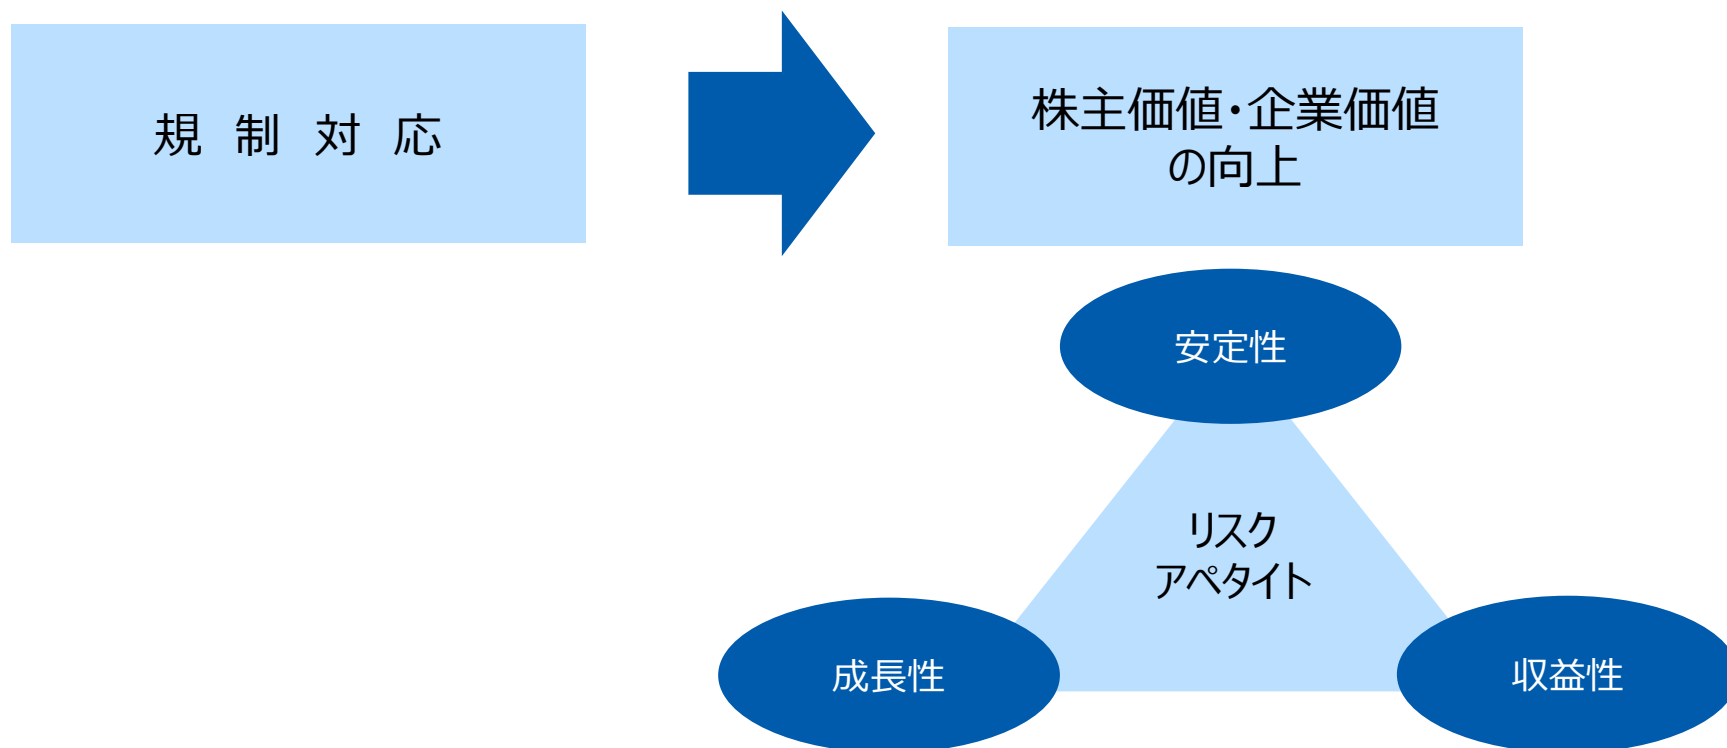 規 制 対 応
株主価値・企業価値
の向上
安定性
リスク
アペタイト
成長性
収益性